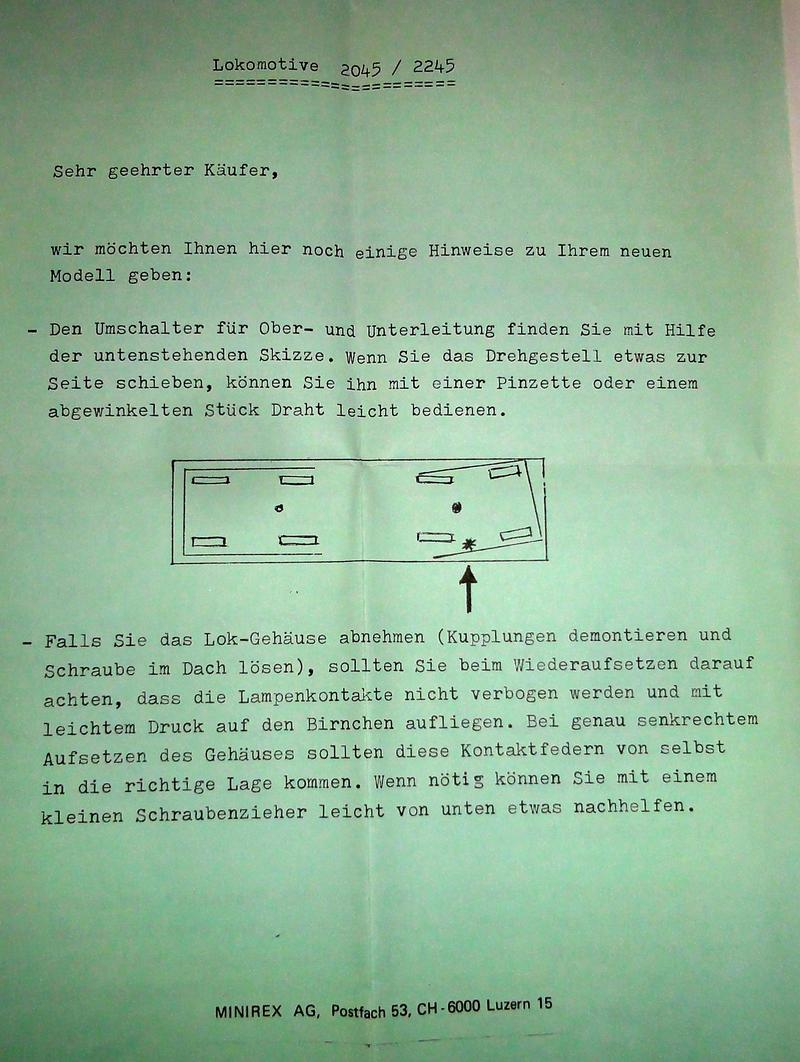 Lokomotive 2045 / 2245
=======================
Sehr geehrter Käufer,
wir möchten Ihnen hier noch einige Hinweise zu Ihrem neuen
Modell geben:
- Den Umschalter für Ober- und Unterleitung finden Sie mit Hilfe
der untenstehenden Skizze. Wenn Sie das Drehgestell etwas zur
Seite schieben, können Sie ihn mit einer Pinzette oder einem
abgewinkelten Stück Draht leicht bedienen.
- Falls Sie das Lok-Gehäuse abnehmen (Kupplungen demontieren und
Schraube im Dach lösen), sollten Sie beim Wiederaufsetzen darauf
achten, dass die Lampenkontakte nicht verbogen werden und mit
leichtem Druck auf den Birnchen aufliegen. Bei genau senkrechtem
Aufsetzen des Gehäuses sollten diese Kontaktfedern von selbst
in die richtige Lage kommen. Wenn nötig können Sie mit einem
kleinen Schraubenzieher leicht von unten etwas nachhelfen.
MINIREX AG, Postfach 53, CH-6000 Luzern 15